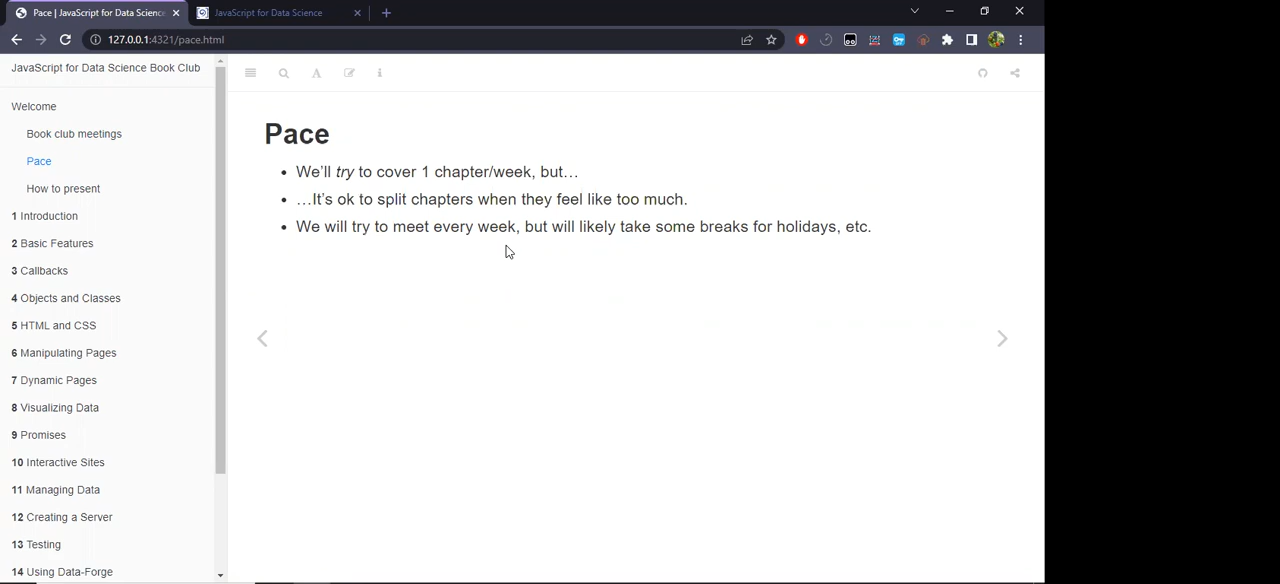 Pace | JavaScript for Data Science
JavaScript for Data Science
127.0.0.1:4321/pace.html
JavaScript for Data Science Book Club
Welcome
Book club meetings
Pace
How to present
1 Introduction
2 Basic Features
3 Callbacks
4 Objects and Classes
5 HTML and CSS
6 Manipulating Pages
7 Dynamic Pages
8 Visualizing Data
9 Promises
10 Interactive Sites
11 Managing Data
12 Creating a Server
13 Testing
14 Using Data-Forge
Pace
• We'll try to cover 1 chapter/week, but…
• …It's ok to split chapters when they feel like too much.
• We will try to meet every week, but will likely take some breaks for holidays, etc.